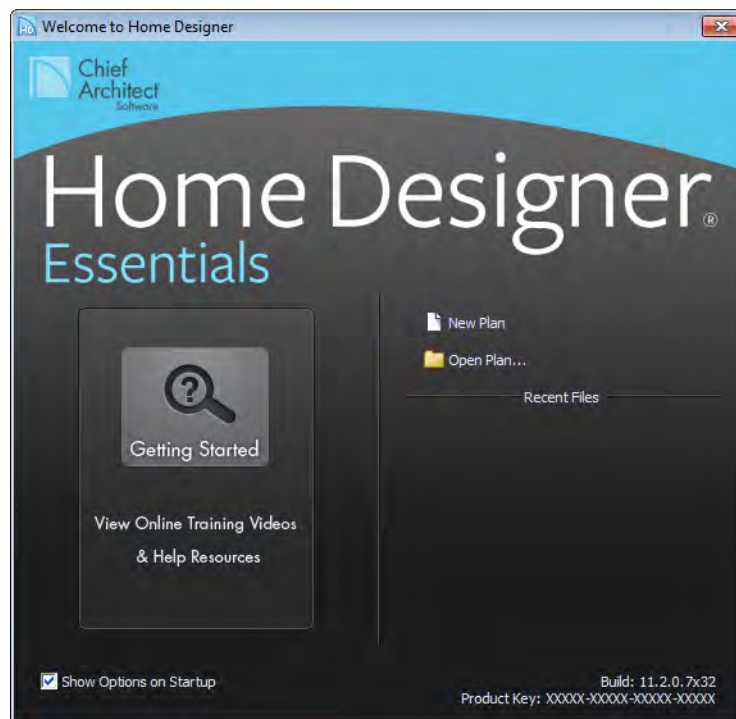 HD Welcome to Home Designer
Chief
Architect
Software
Home Designer®
Essentials
?
Getting Started
View Online Training Videos
& Help Resources
New Plan
Open Plan...
Recent Files
Show Options on Startup
Build: 11.2.0.7x32
Product Key: XXXXX-XXXXX-XXXXX-XXXXX